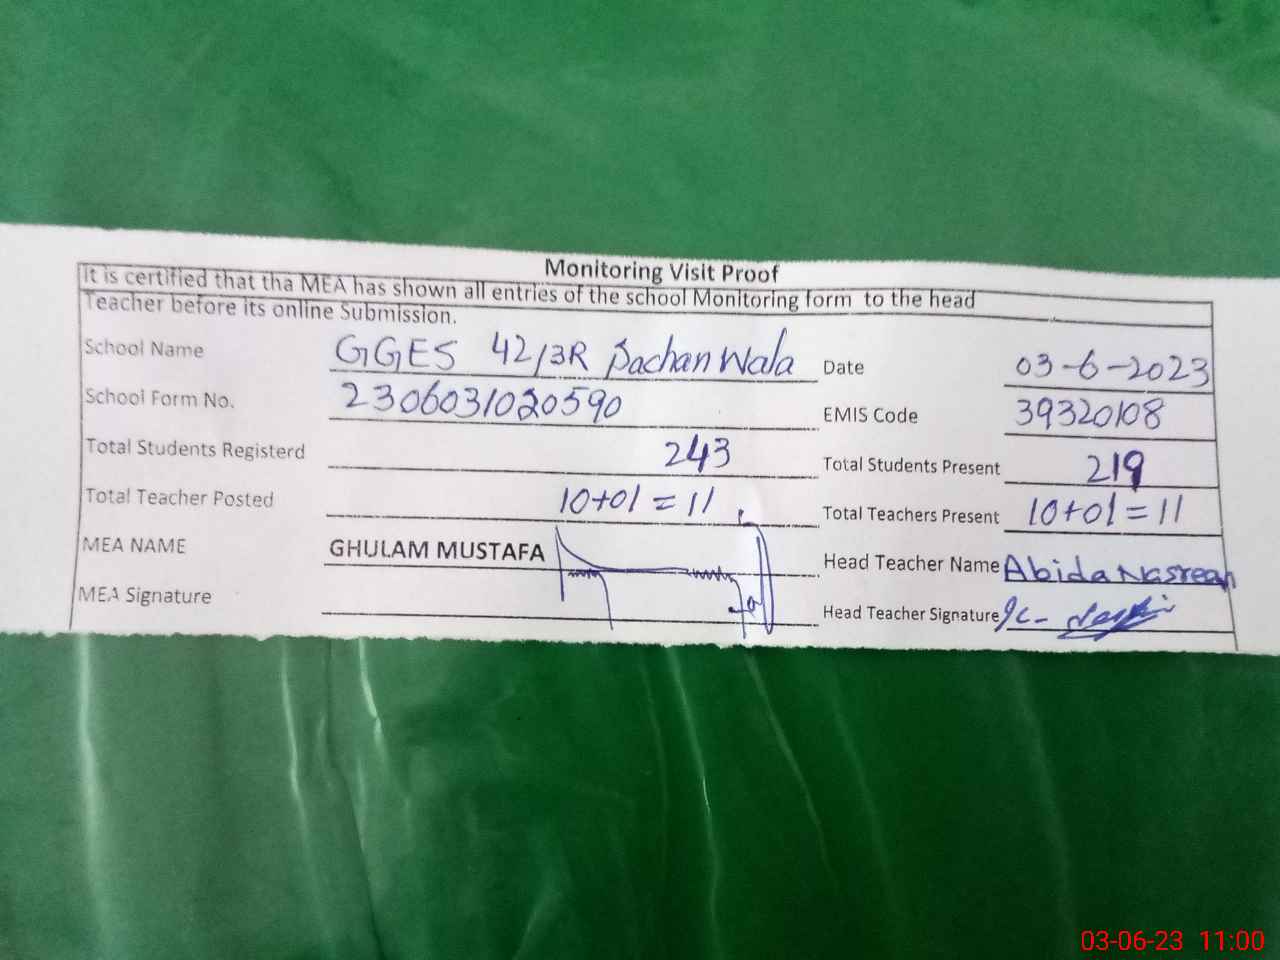 Monitoring Visit Proof
It is certified that tha MEA has shown all entries of the school Monitoring form to the head
Teacher before its online Submission.
School Name GGES 42/3R Bachan Wala Date 03-6-2023
School Form No. 2306031020590 EMIS Code 39320108
Total Students Registerd 243 Total Students Present 219
Total Teacher Posted 10+01=11 Total Teachers Present 10+01=11
MEA NAME GHULAM MUSTAFA Head Teacher Name Abida Nasreen
MEA Signature Head Teacher Signature
03-06-23 11:00